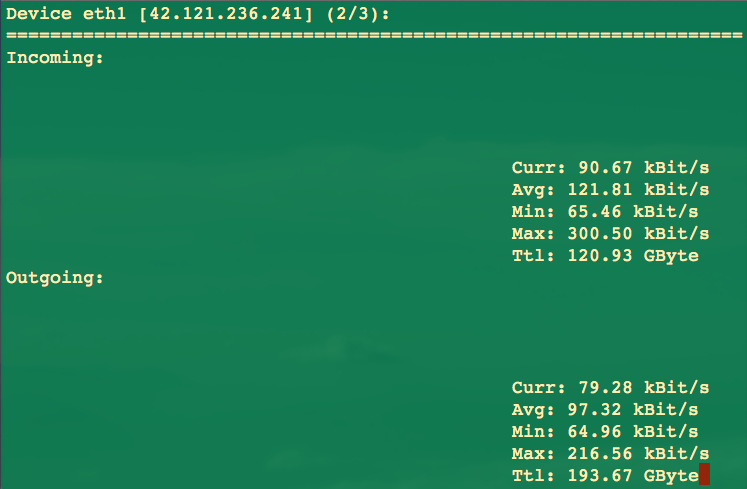 Device eth1 [42.121.236.241] (2/3):
===================================================================
Incoming:
Curr: 90.67 kBit/s
Avg: 121.81 kBit/s
Min: 65.46 kBit/s
Max: 300.50 kBit/s
Ttl: 120.93 GByte
Outgoing:
Curr: 79.28 kBit/s
Avg: 97.32 kBit/s
Min: 64.96 kBit/s
Max: 216.56 kBit/s
Ttl: 193.67 GByte